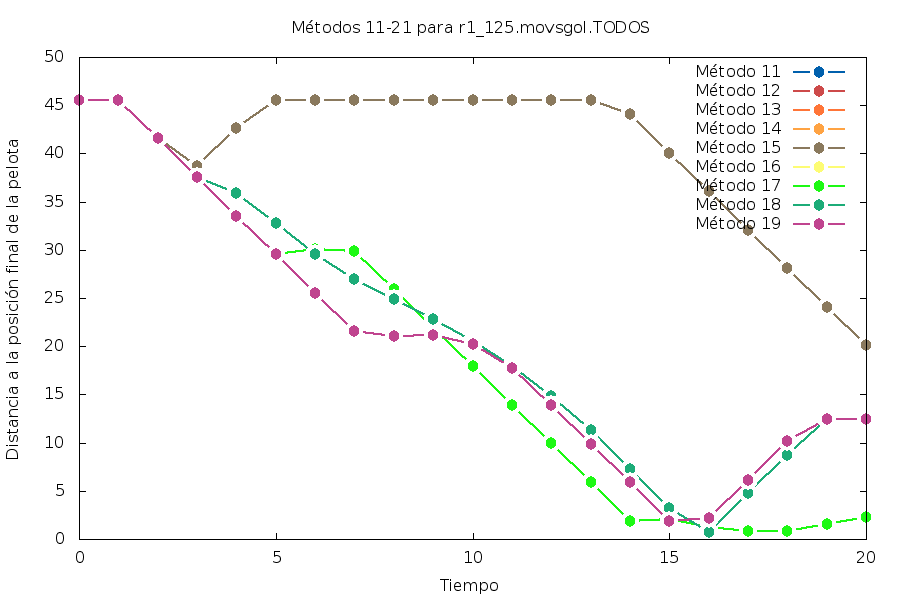 Métodos 11-21 para r1_125.movsgol.TODOS
50
45
40
35
30
25
20
15
10
5
0
Distancia a la posición final de la pelota
Método 11
Método 12
Método 13
Método 14
Método 15
Método 16
Método 17
Método 18
Método 19
0
5
10
15
20
Tiempo